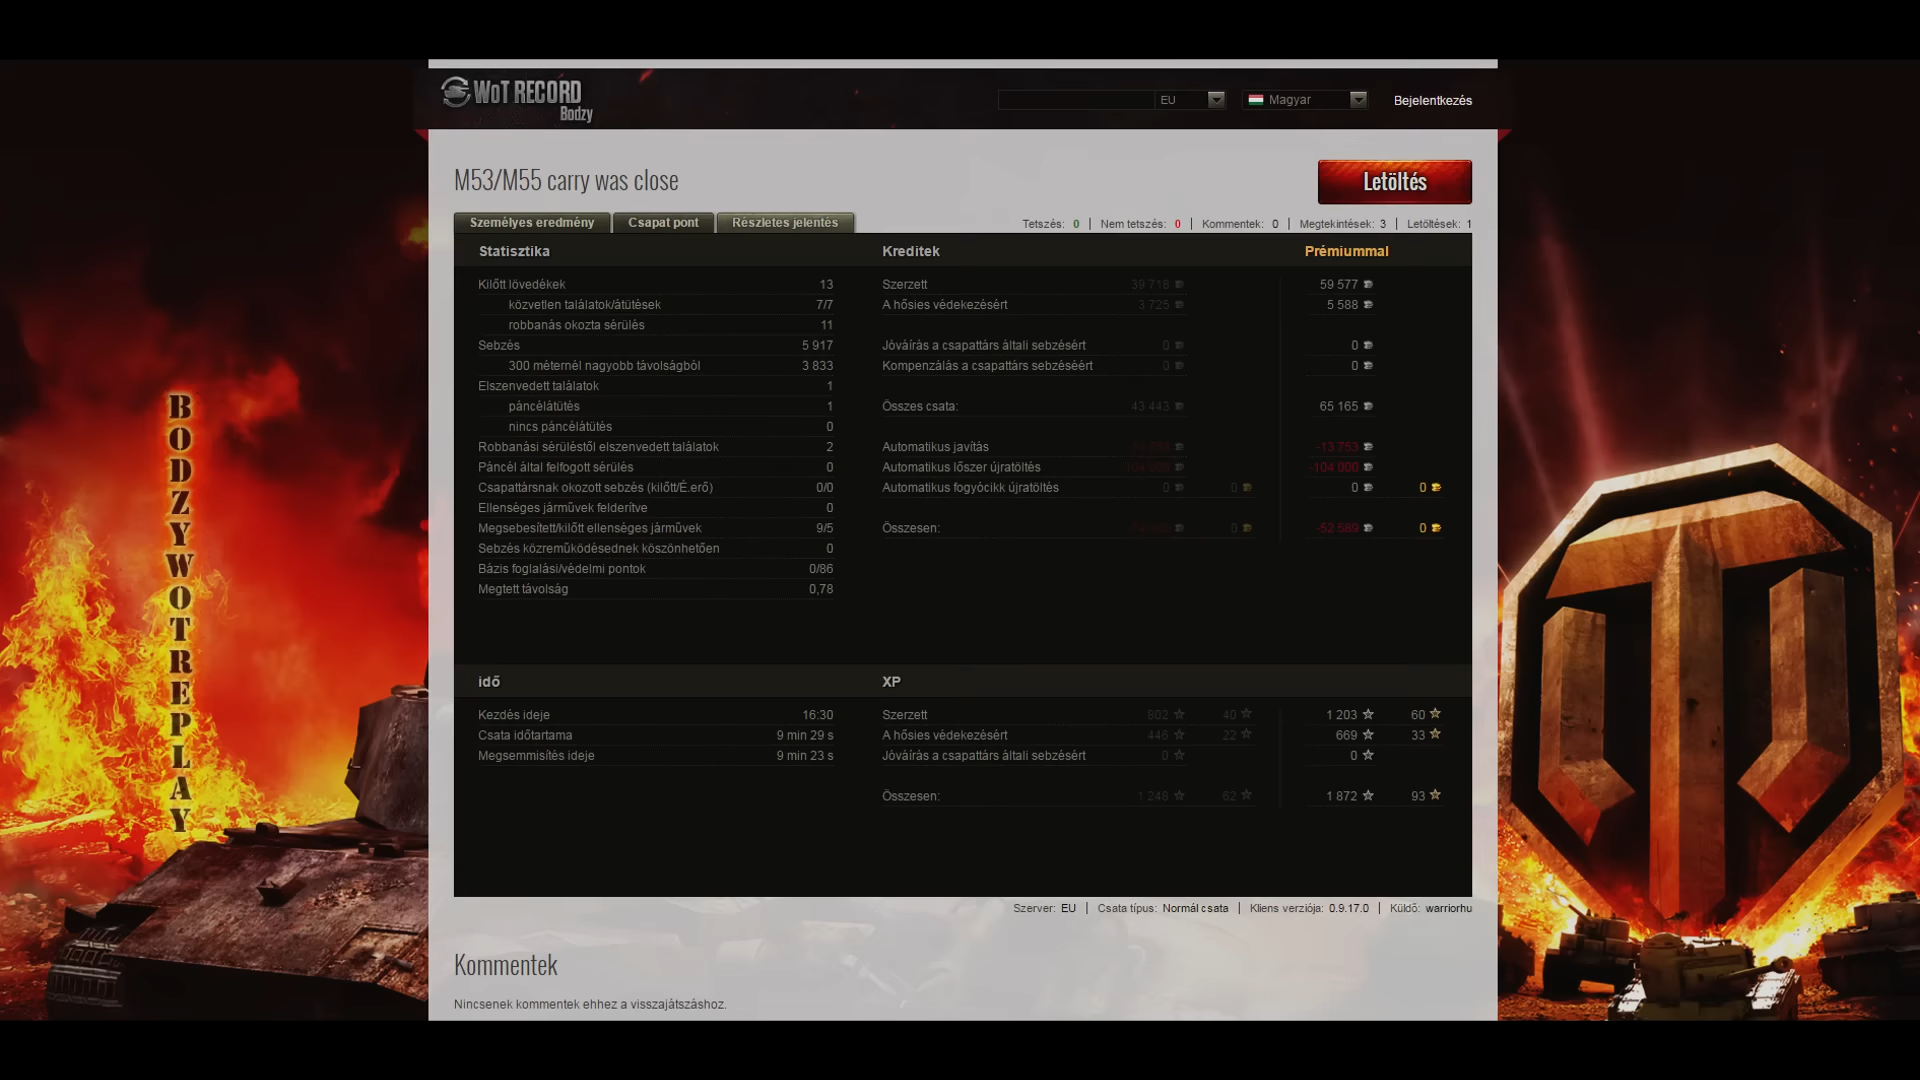 WoT RECORD
Bodzy
EU
Magyar
Bejelentkezés
M53/M55 carry was close
Letöltés
Személyes eredmény
Csapat pont
Részletes jelentés
Tetszés: 0 | Nem tetszés: 0 | Kommentek: 0 | Megtekintések: 3 | Letöltések: 1
Statisztika
Kilőtt lövedékek 13
közvetlen találatok/átütések 7/7
robbanás okozta sérülés 11
Sebzés 5 917
300 méternél nagyobb távolságból 3 833
Elszenvedett találatok 1
páncélátütés 1
nincs páncélátütés 0
Robbanási sérüléstől elszenvedett találatok 2
Páncél által felfogott sérülés 0
Csapattársnak okozott sebzés (kilőtt/É.erő) 0/0
Ellenséges járművek felderítve 0
Megsebesített/kilőtt ellenséges járművek 9/5
Sebzés közreműködésednek köszönhetően 0
Bázis foglalási/védelmi pontok 0/86
Megtett távolság 0,78
Kreditek Prémiummal
Szerzett 39 718 59 577
A hősies védekezésért 3 725 5 588
Jóváírás a csapattárs általi sebzésért 0 0
Kompenzálás a csapattárs sebzéséért 0 0
Összes csata: 43 443 65 165
Automatikus javítás -13 753
Automatikus lőszer újratöltés -104 000 -104 000
Automatikus fogyócikk újratöltés 0 0 0 0
Összesen: 0 -52 589 0
idő
Kezdés ideje 16:30
Csata időtartama 9 min 29 s
Megsemmisítés ideje 9 min 23 s
XP
Szerzett 802 40 1 203 60
A hősies védekezésért 446 22 669 33
Jóváírás a csapattárs általi sebzésért 0 0
Összesen: 1 248 62 1 872 93
Szerver: EU | Csata típus: Normál csata | Kliens verziója: 0.9.17.0 | Küldő: warriorhu
Kommentek
Nincsenek kommentek ehhez a visszajátszáshoz.
BODZYWOTREPLAY